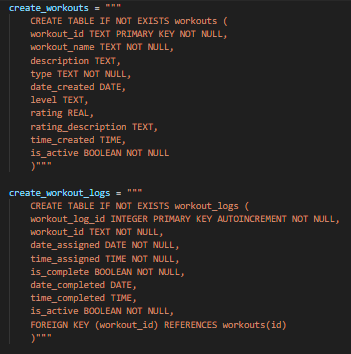 create_workouts = """
CREATE TABLE IF NOT EXISTS workouts (
workout_id TEXT PRIMARY KEY NOT NULL,
workout_name TEXT NOT NULL,
description TEXT,
type TEXT NOT NULL,
date_created DATE,
level TEXT,
rating REAL,
rating_description TEXT,
time_created TIME,
is_active BOOLEAN NOT NULL
)"""
create_workout_logs = """
CREATE TABLE IF NOT EXISTS workout_logs (
workout_log_id INTEGER PRIMARY KEY AUTOINCREMENT NOT NULL,
workout_id TEXT NOT NULL,
date_assigned DATE NOT NULL,
time_assigned TIME NOT NULL,
is_complete BOOLEAN NOT NULL,
date_completed DATE,
time_completed TIME,
is_active BOOLEAN NOT NULL,
FOREIGN KEY (workout_id) REFERENCES workouts(id)
)"""